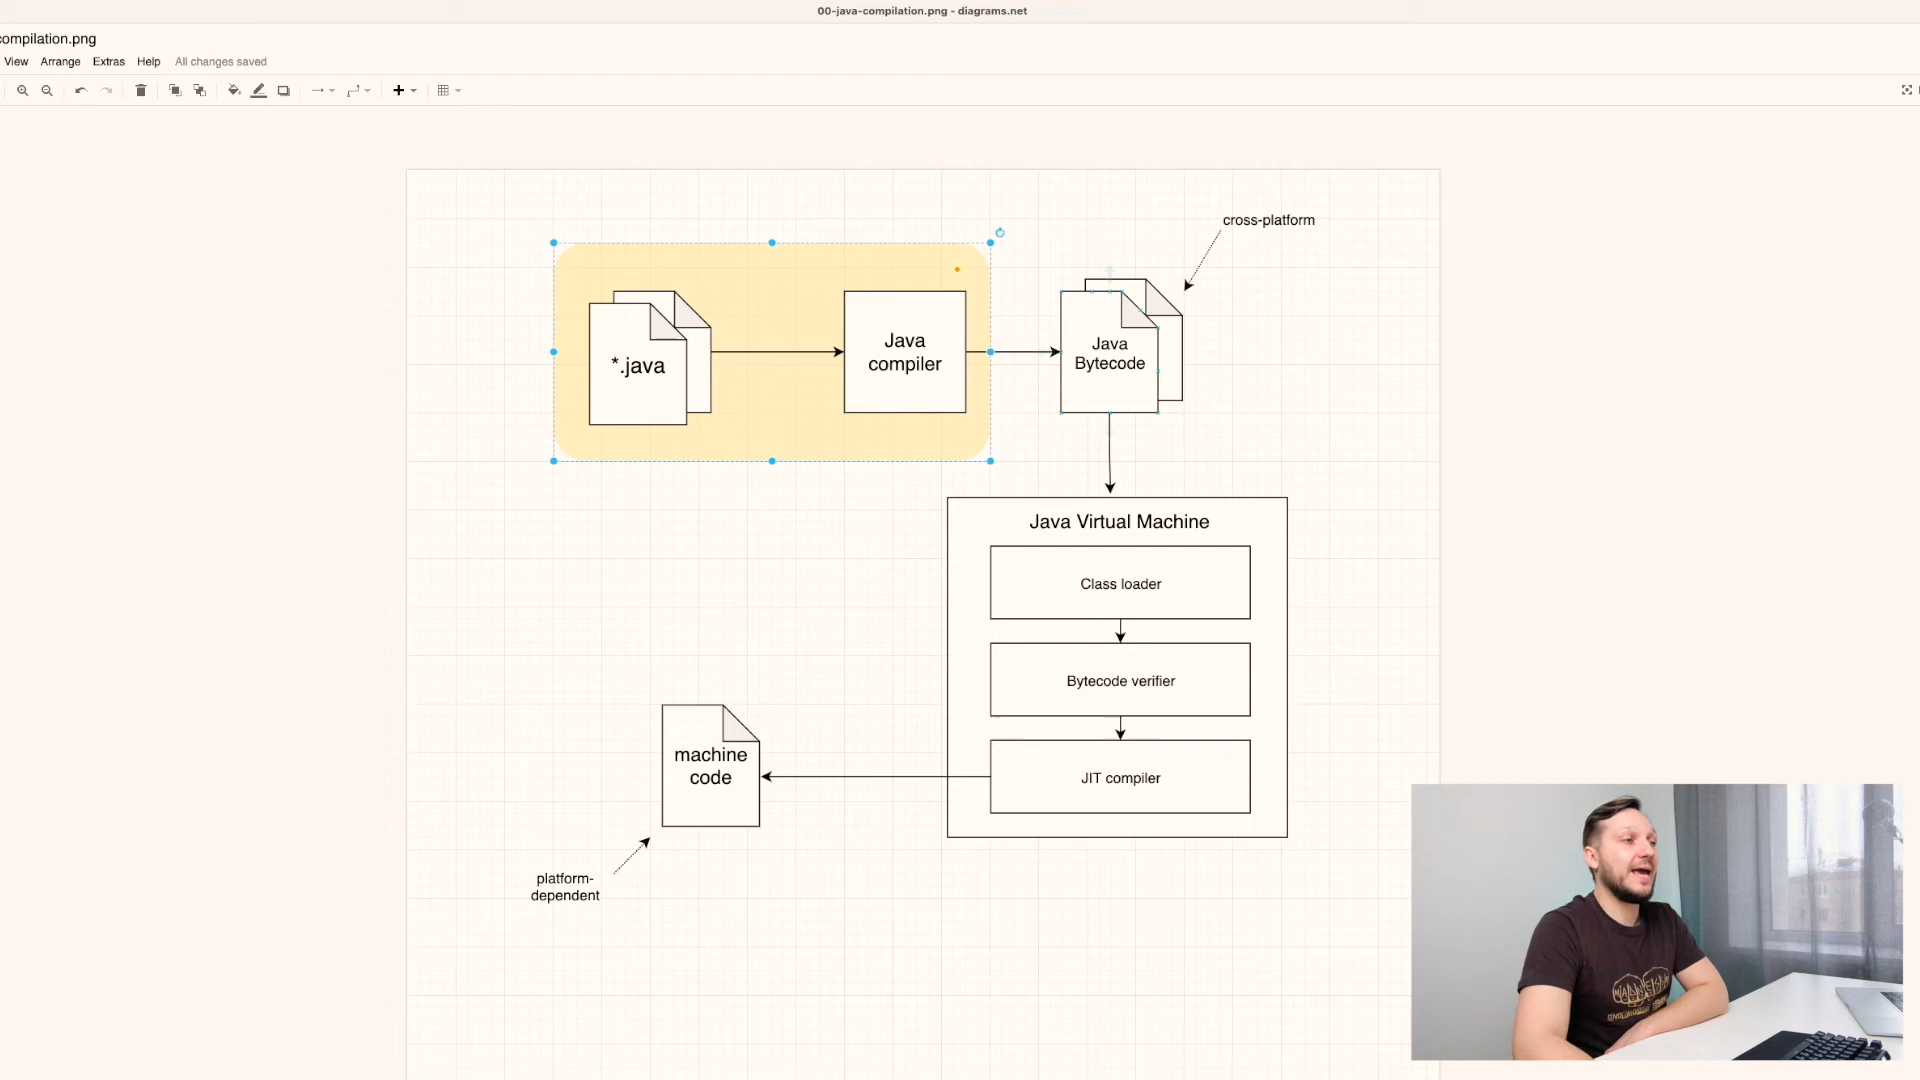 00-java-compilation.png - diagrams.net
compilation.png
View Arrange Extras Help All changes saved
cross-platform
*.java
Java
compiler
Java
Bytecode
Java Virtual Machine
Class loader
Bytecode verifier
JIT compiler
machine
code
platform-
dependent